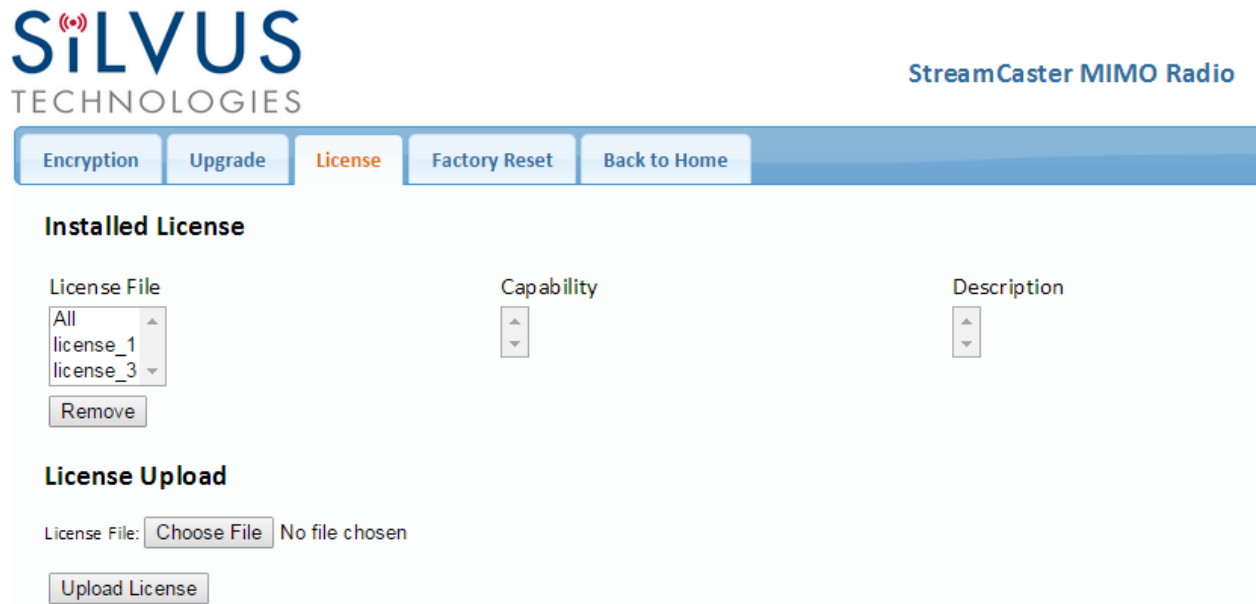 SiLVUS
TECHNOLOGIES
StreamCaster MIMO Radio
Encryption Upgrade License Factory Reset Back to Home
Installed License
License File Capability Description
All
license_1
license_3
Remove
License Upload
License File: Choose File No file chosen
Upload License